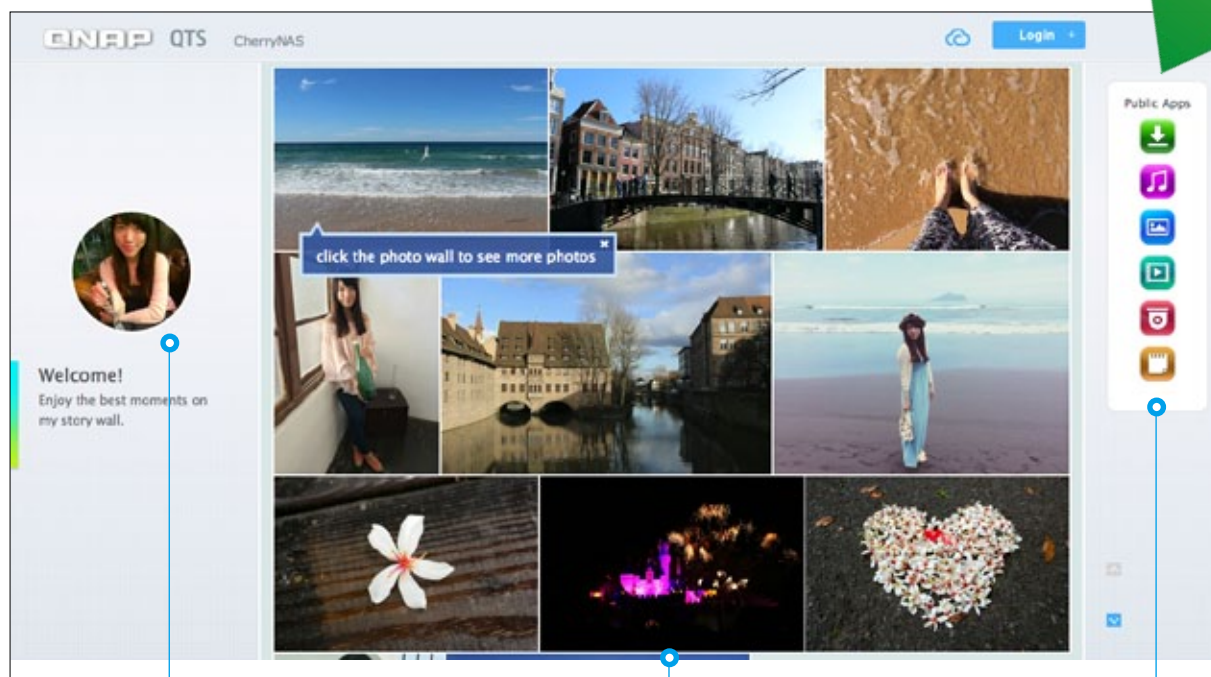 QNAP QTS CherryNAS
Login +
Public Apps
click the photo wall to see more photos
Welcome!
Enjoy the best moments on
my story wall.